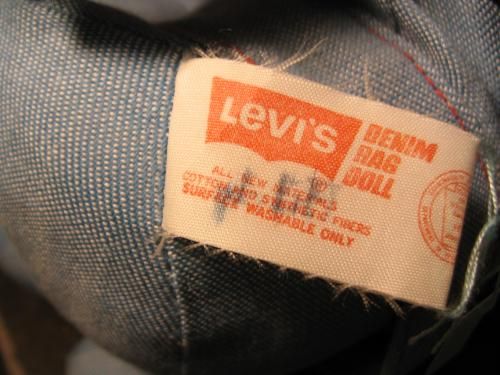 Levi's
DENIM
RAG
DOLL
ALL NEW MATERIALS
COTTON AND SYNTHETIC FIBERS
SURFACE WASHABLE ONLY